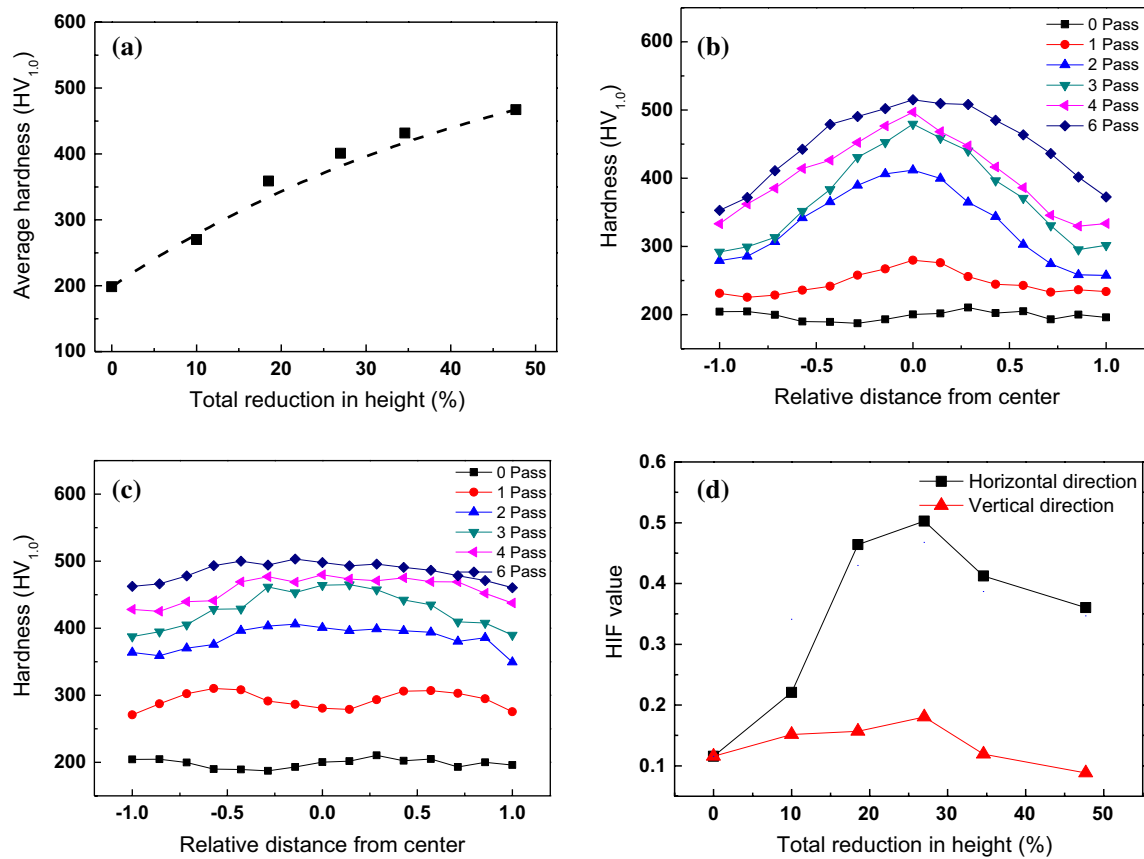 (a)
600
500
400
300
200
100
Average hardness (HV1.0)
0 10 20 30 40 50
Total reduction in height (%)
(b)
0 Pass
1 Pass
2 Pass
3 Pass
4 Pass
6 Pass
600
500
400
300
200
Hardness (HV1.0)
-1.0 -0.5 0.0 0.5 1.0
Relative distance from center
(c)
0 Pass
1 Pass
2 Pass
3 Pass
4 Pass
6 Pass
600
500
400
300
200
Hardness (HV1.0)
-1.0 -0.5 0.0 0.5 1.0
Relative distance from center
(d)
Horizontal direction
Vertical direction
0.6
0.5
0.4
0.3
0.2
0.1
HIF value
0 10 20 30 40 50
Total reduction in height (%)